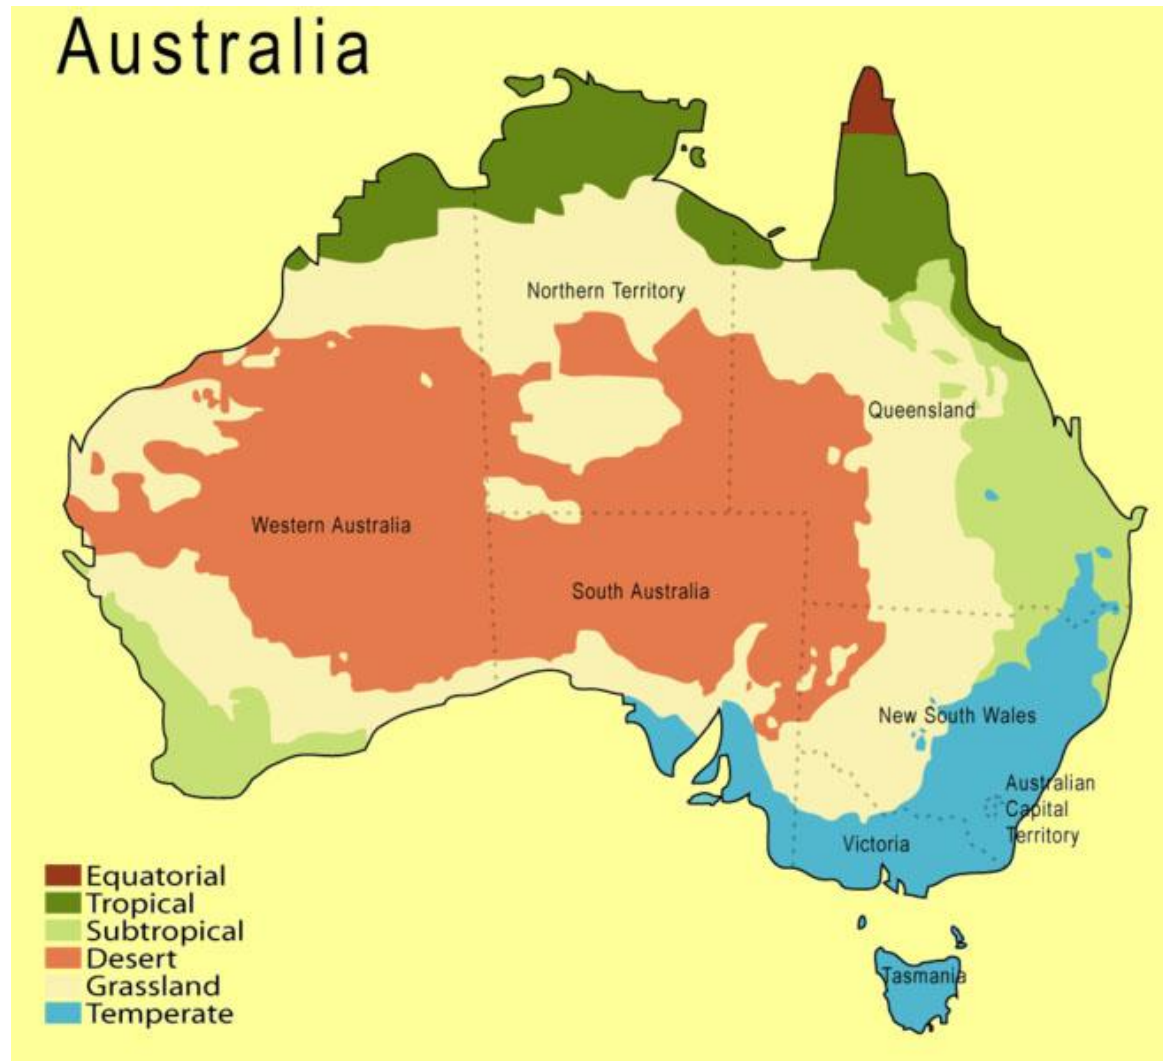 Australia
Northern Territory
Queensland
Western Australia
South Australia
New South Wales
Australian
Capital
Territory
Victoria
Tasmania
Equatorial
Tropical
Subtropical
Desert
Grassland
Temperate